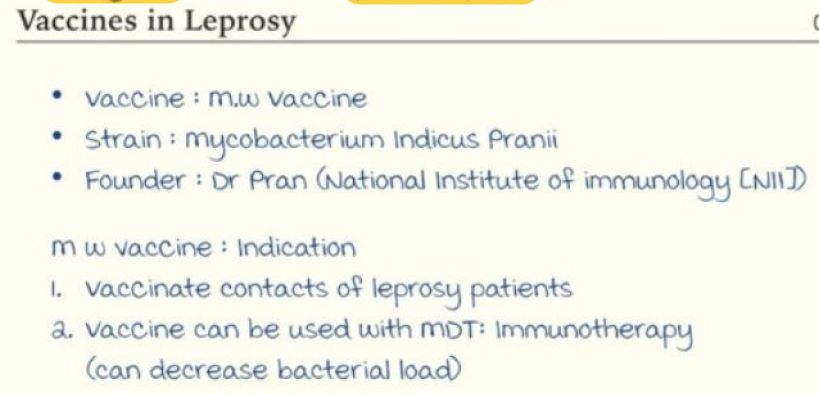 Vaccines in Leprosy
• Vaccine : M.W Vaccine
• Strain : Mycobacterium Indicus Pranii
• Founder : Dr Pran (National Institute of immunology [NII])
M W vaccine : Indication
1. Vaccinate contacts of leprosy patients
2. Vaccine can be used with MDT: Immunotherapy
(can decrease bacterial load)